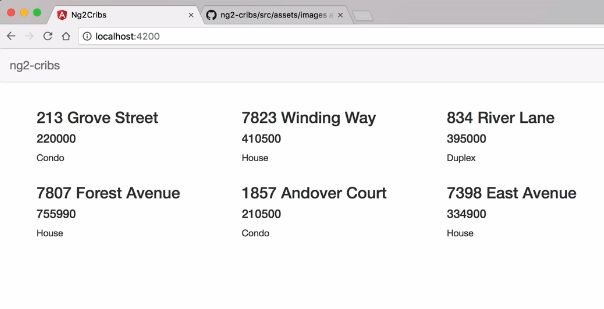 Ng2Cribs
ng2-cribs/src/assets/images a
localhost:4200
ng2-cribs
213 Grove Street
220000
Condo
7823 Winding Way
410500
House
834 River Lane
395000
Duplex
7807 Forest Avenue
755990
House
1857 Andover Court
210500
Condo
7398 East Avenue
334900
House